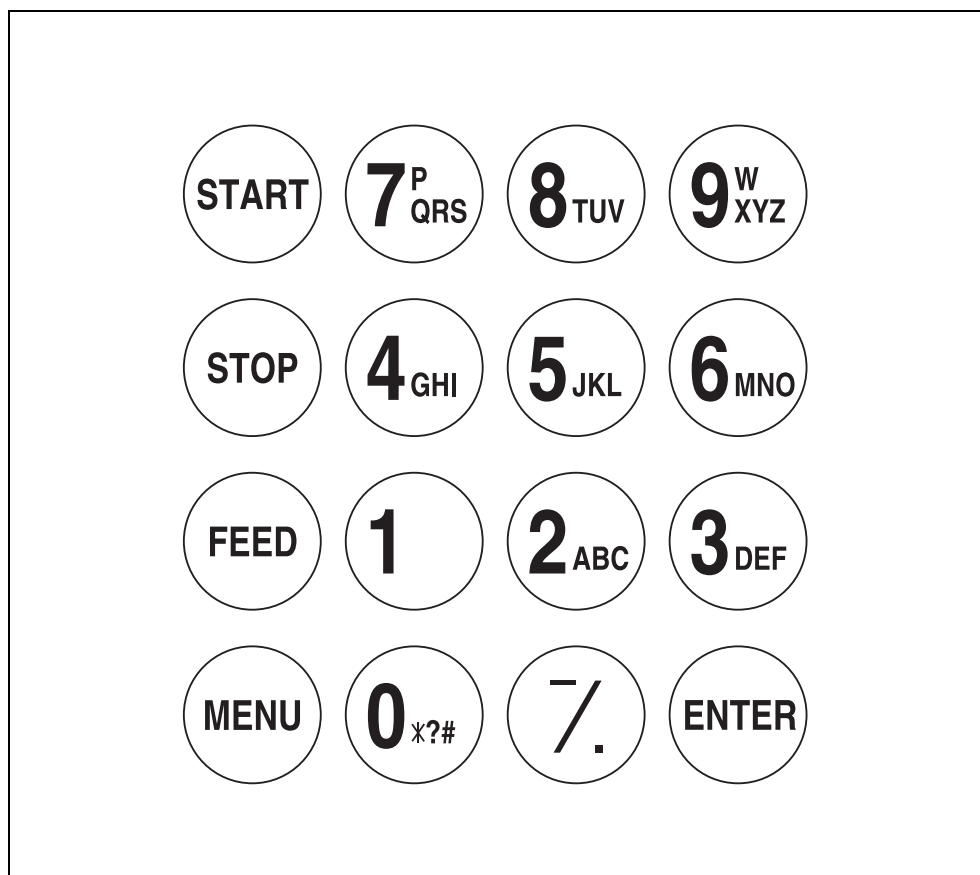 START 7 P QRS 8 TUV 9 W XYZ
STOP 4 GHI 5 JKL 6 MNO
FEED 1 2 ABC 3 DEF
MENU 0 *?# -/. ENTER